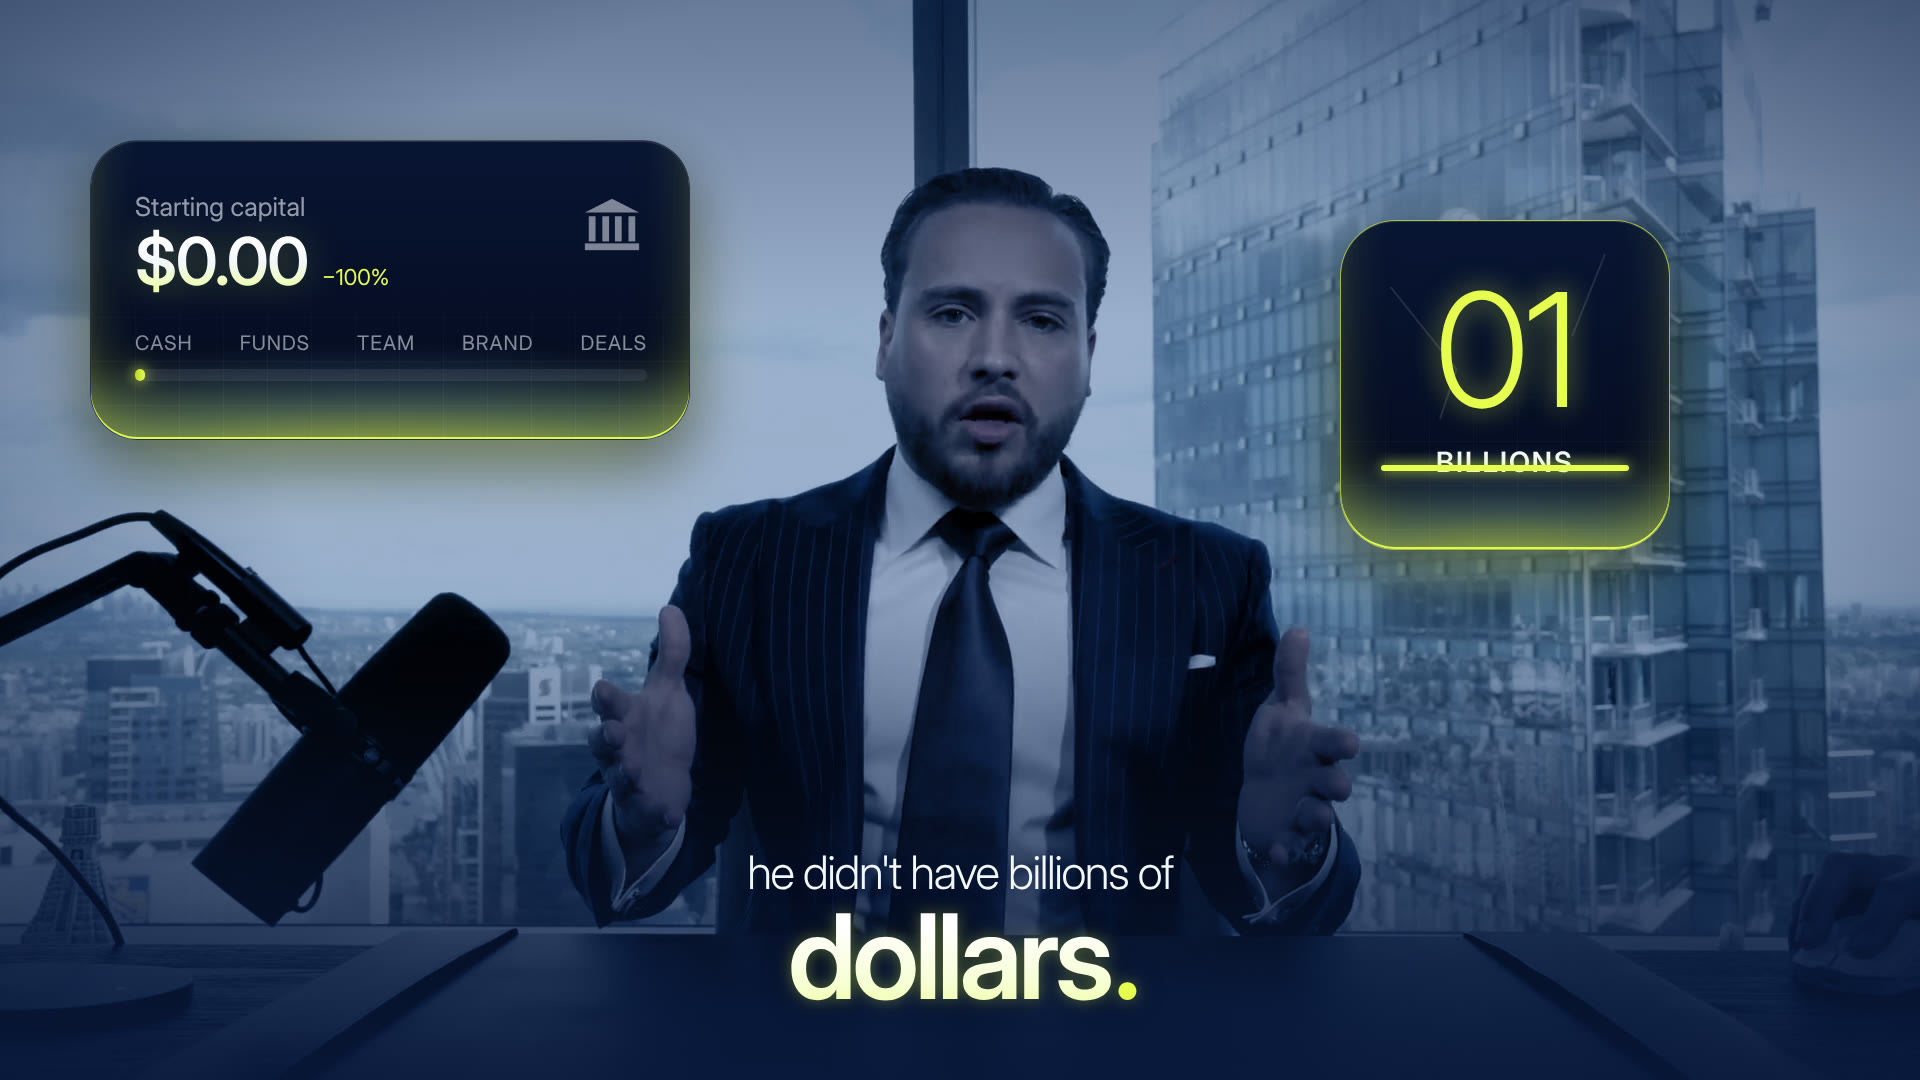 Starting capital
$0.00 -100%
CASH FUNDS TEAM BRAND DEALS
01
BILLIONS
he didn't have billions of
dollars.